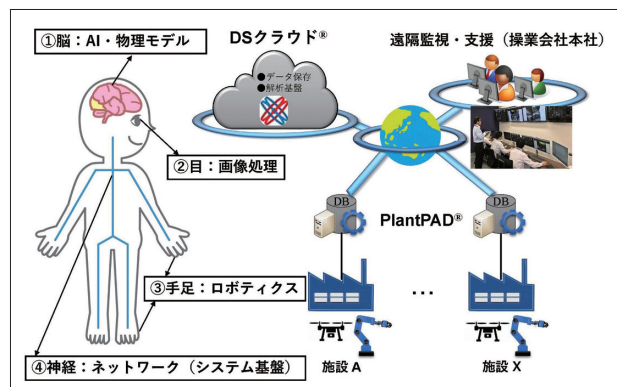 ①脳：AI・物理モデル
DSクラウド®
●データ保存
●解析基盤
遠隔監視・支援（操業会社本社）
②目：画像処理
DB
DB
PlantPAD®
③手足：ロボティクス
…
④神経：ネットワーク（システム基盤）
施設 A
施設 X